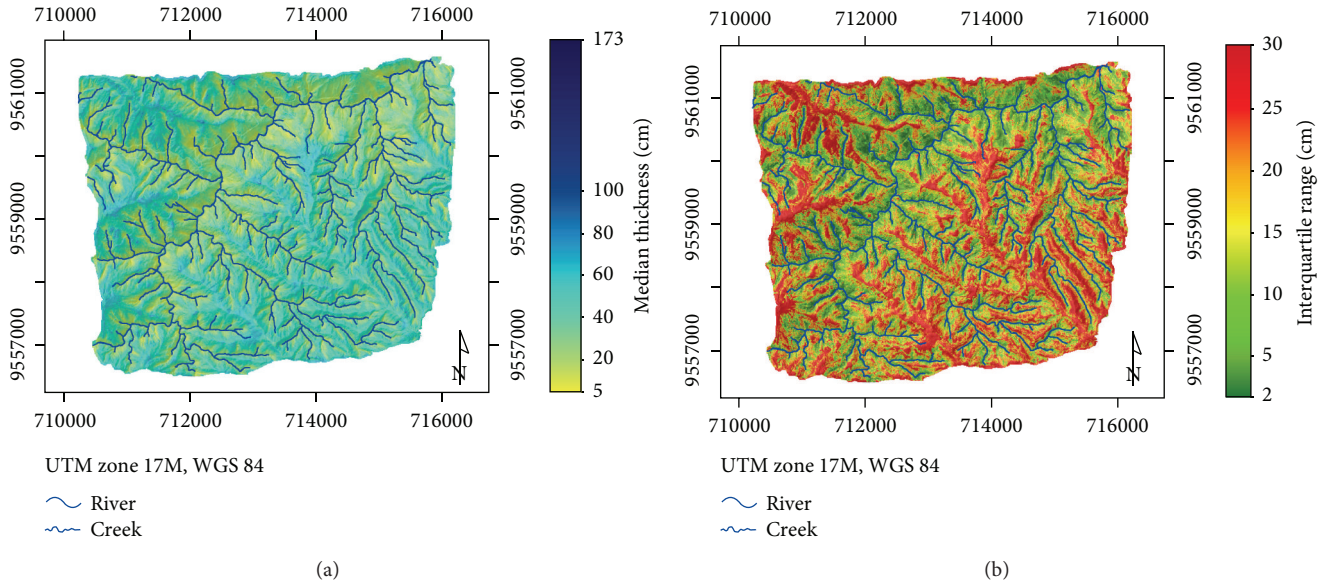 710000 712000 714000 716000
9561000
9559000
9557000
9561000
9559000
9557000
N
710000 712000 714000 716000
173
100
80
60
40
20
5
Median thickness (cm)
UTM zone 17M, WGS 84
River
Creek
(a)
710000 712000 714000 716000
9561000
9559000
9557000
9561000
9559000
9557000
N
710000 712000 714000 716000
30
25
20
15
10
5
2
Interquartile range (cm)
UTM zone 17M, WGS 84
River
Creek
(b)